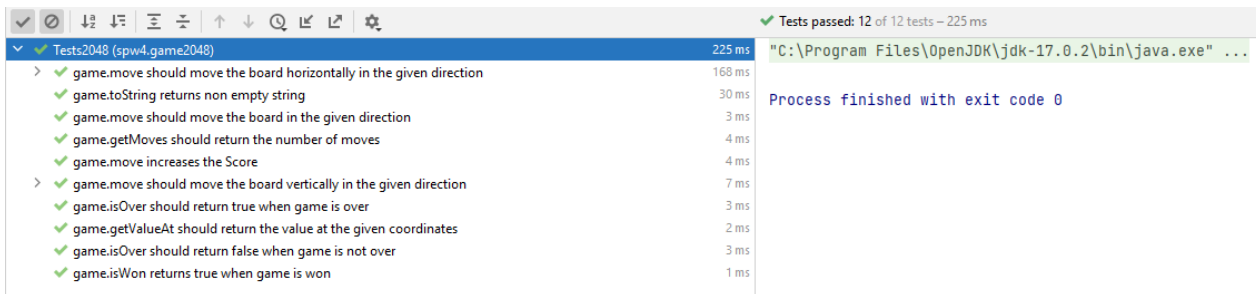 Tests passed: 12 of 12 tests – 225 ms
Tests2048 (spw4.game2048) 225 ms
game.move should move the board horizontally in the given direction 168 ms
game.toString returns non empty string 30 ms
game.move should move the board in the given direction 3 ms
game.getMoves should return the number of moves 4 ms
game.move increases the Score 4 ms
game.move should move the board vertically in the given direction 7 ms
game.isOver should return true when game is over 3 ms
game.getValueAt should return the value at the given coordinates 2 ms
game.isOver should return false when game is not over 3 ms
game.isWon returns true when game is won 1 ms
"C:\Program Files\OpenJDK\jdk-17.0.2\bin\java.exe" ...
Process finished with exit code 0